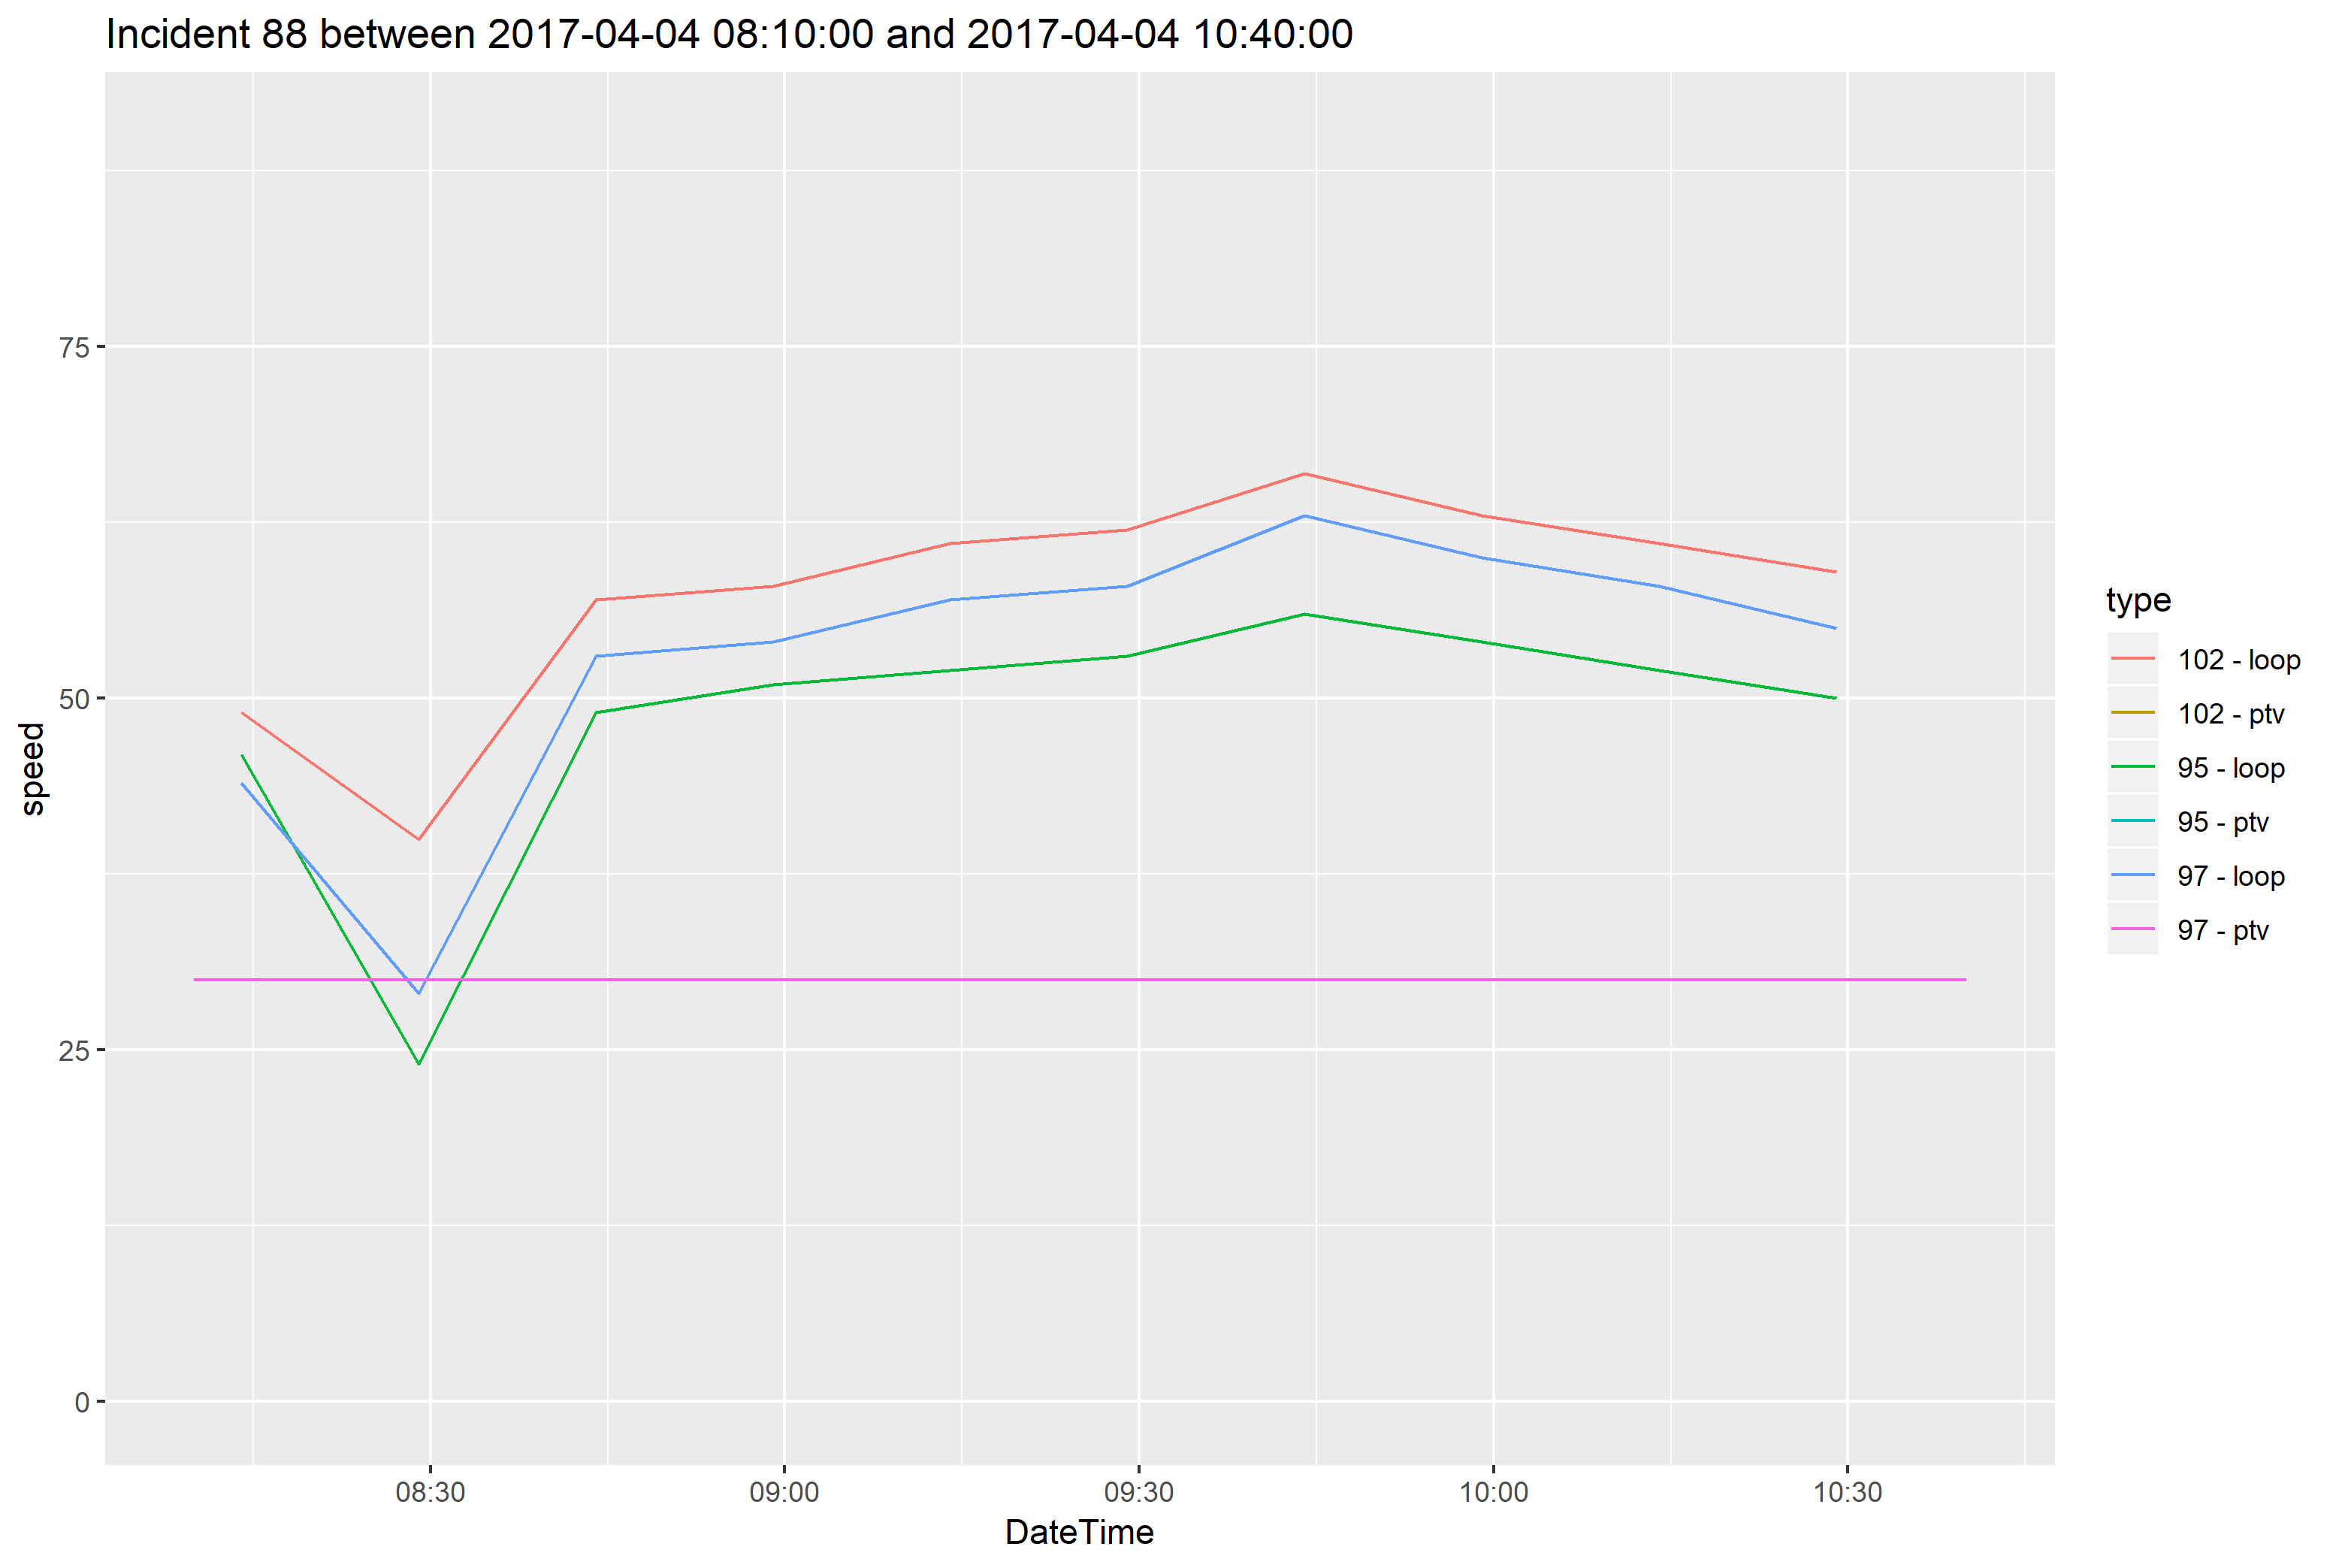 Incident 88 between 2017-04-04 08:10:00 and 2017-04-04 10:40:00
75
50
25
0
speed
08:30
09:00
09:30
10:00
10:30
DateTime
type
102 - loop
102 - ptv
95 - loop
95 - ptv
97 - loop
97 - ptv